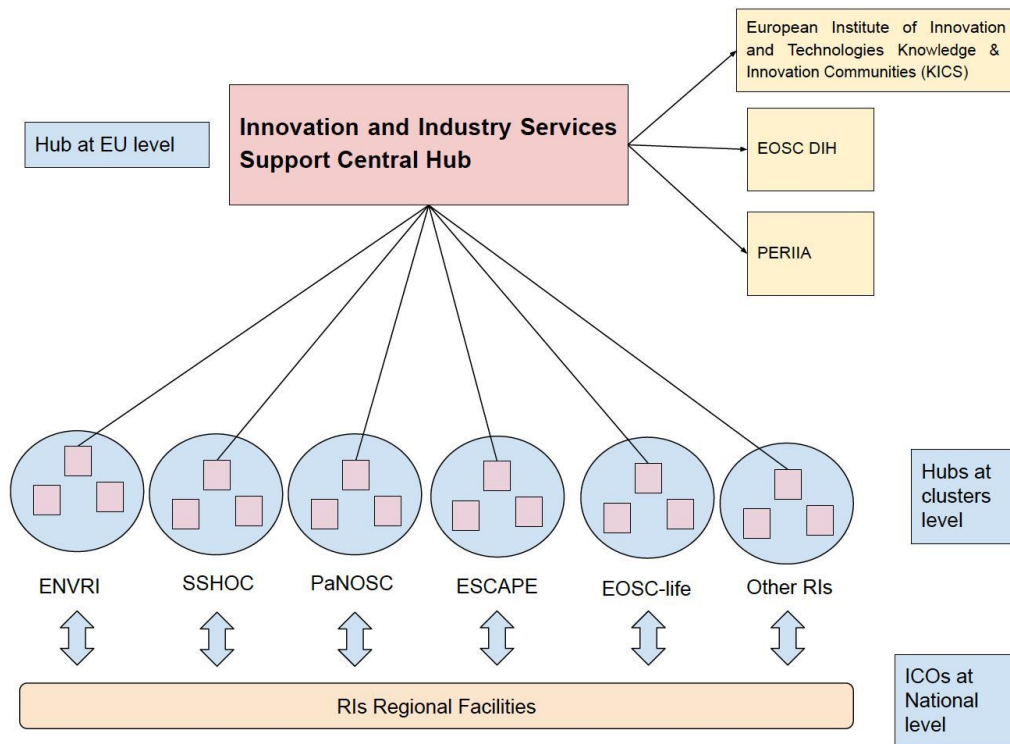 European Institute of Innovation
and Technologies Knowledge &
Innovation Communities (KICS)
Hub at EU level
Innovation and Industry Services
Support Central Hub
EOSC DIH
PERIIA
Hubs at
clusters
level
ENVRI
SSHOC
PaNOSC
ESCAPE
EOSC-life
Other RIs
ICOs at
National
level
RIs Regional Facilities